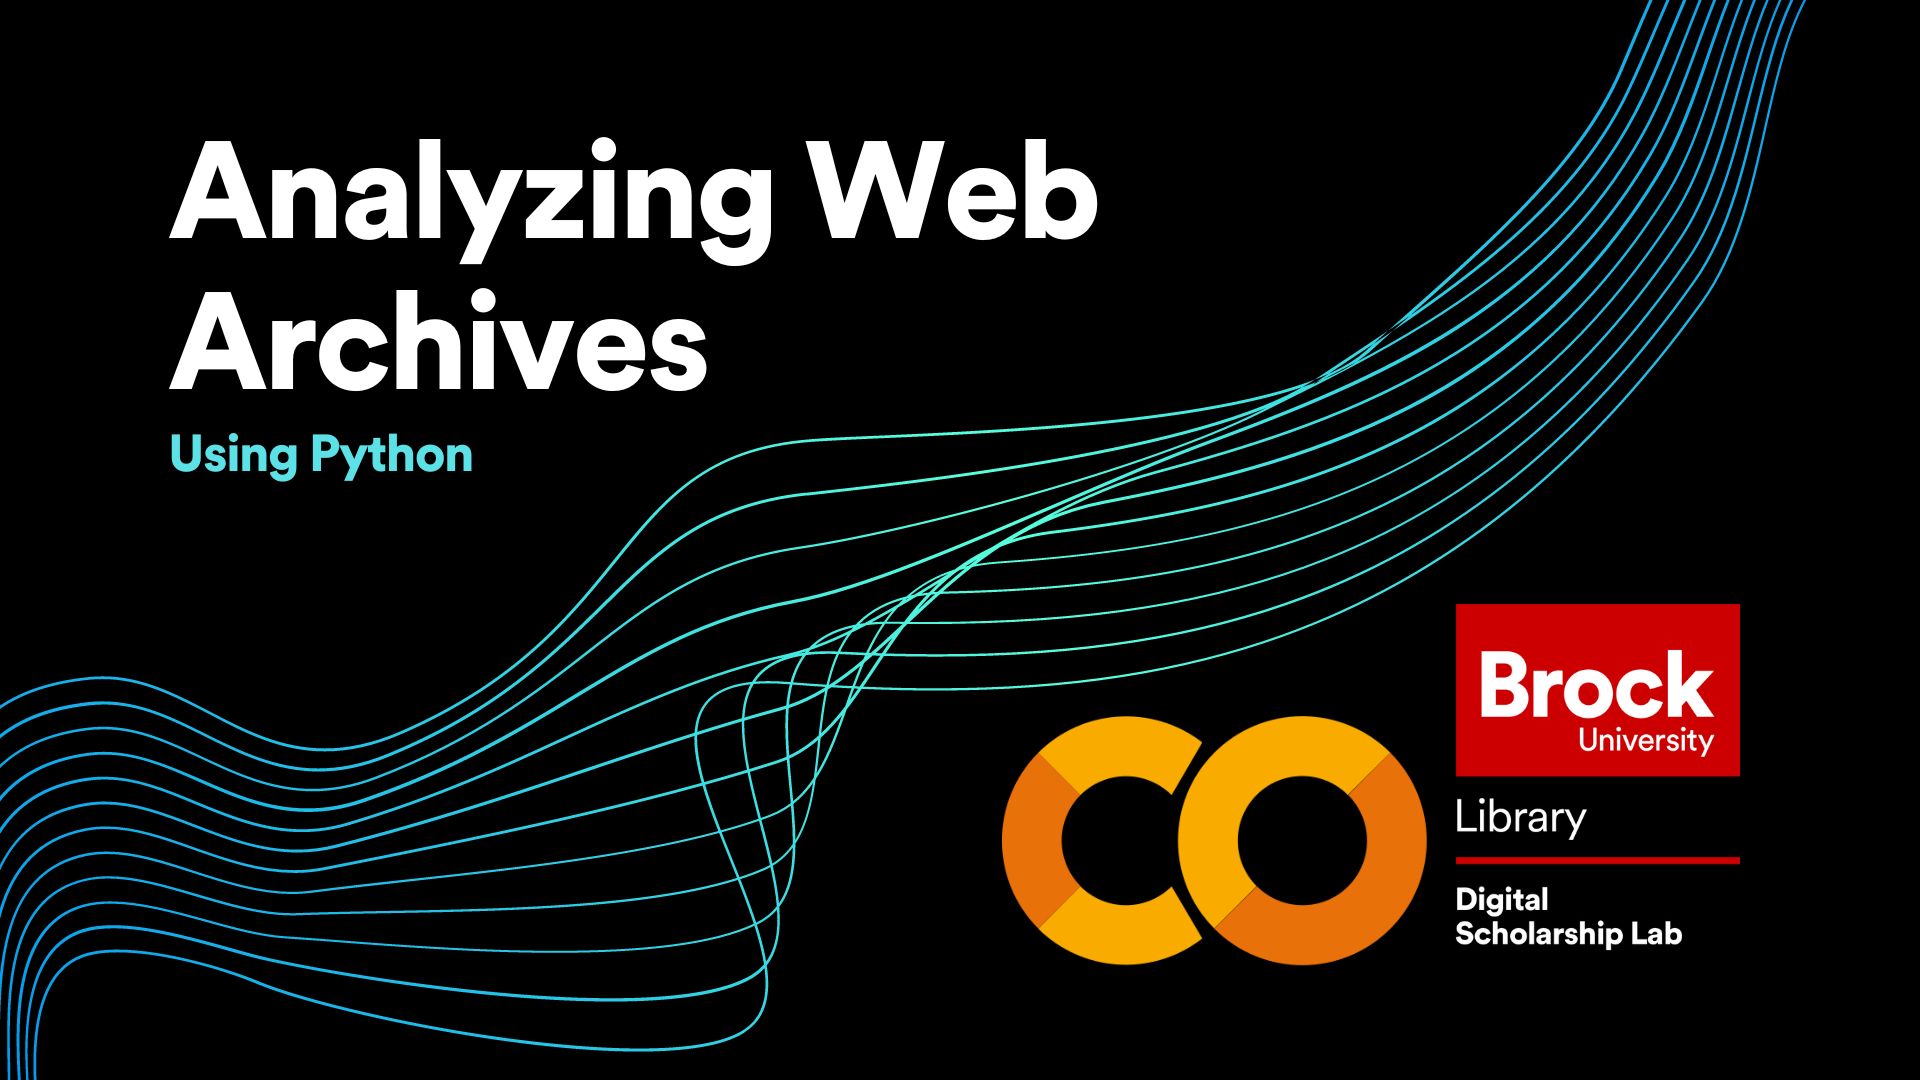 Analyzing Web
Archives
Using Python
Brock
University
Library
Digital
Scholarship Lab